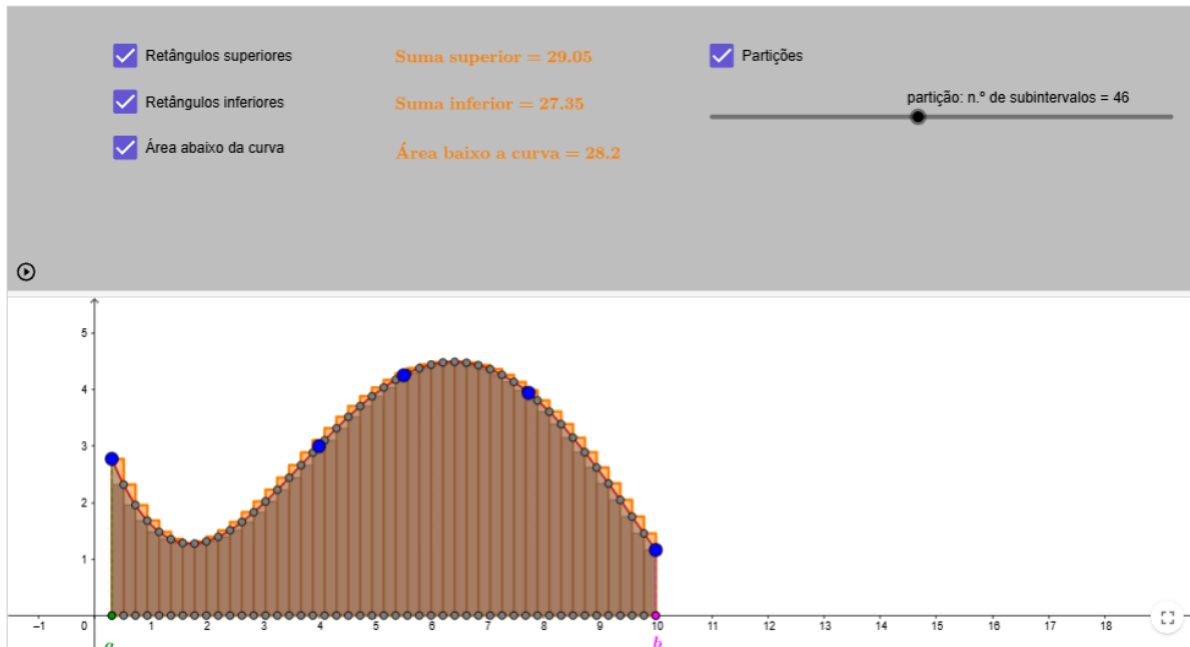 Retângulos superiores
Suma superior = 29.05
Partições
Retângulos inferiores
Suma inferior = 27.35
partição: n.º de subintervalos = 46
Área abaixo da curva
Área baixo a curva = 28.2
5
4
3
2
1
−1 0 1 2 3 4 5 6 7 8 9 10 11 12 13 14 15 16 17 18
a b